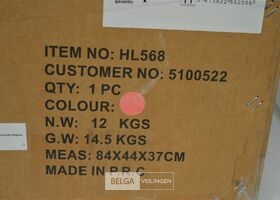 quantity
ITEM NO: HL568
CUSTOMER NO: 5100522
QTY: 1 PC
COLOUR:
N.W: 12 KGS
G.W: 14.5 KGS
MEAS: 84X44X37CM
MADE IN P.R.C
BELGA VEILINGEN